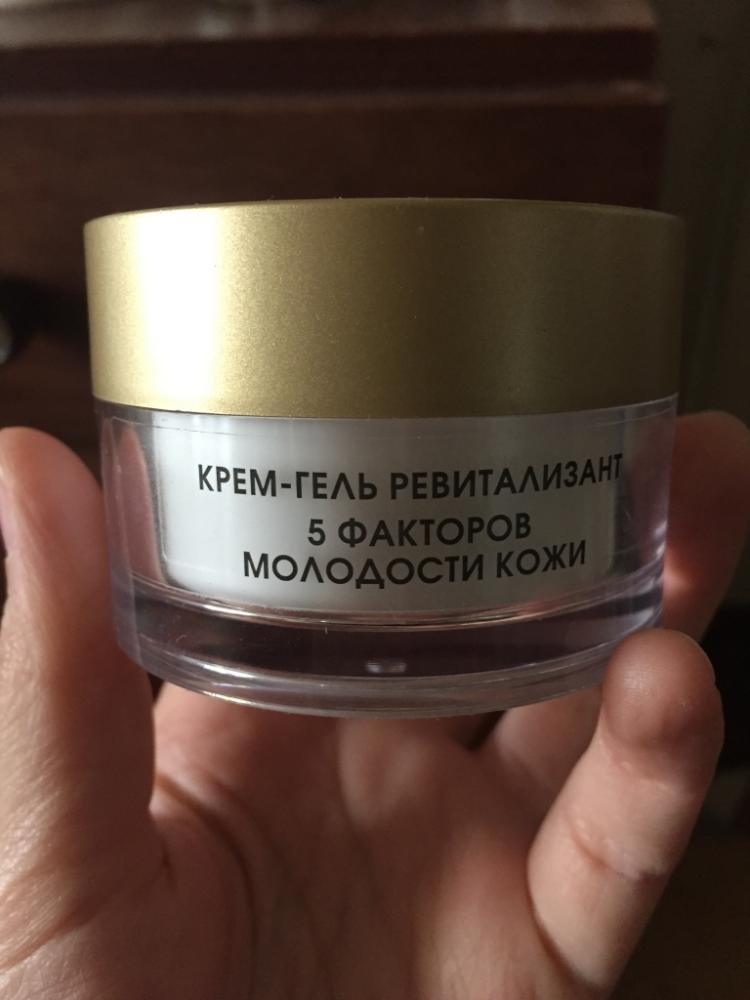 КРЕМ-ГЕЛЬ РЕВИТАЛИЗАНТ
5 ФАКТОРОВ
МОЛОДОСТИ КОЖИ